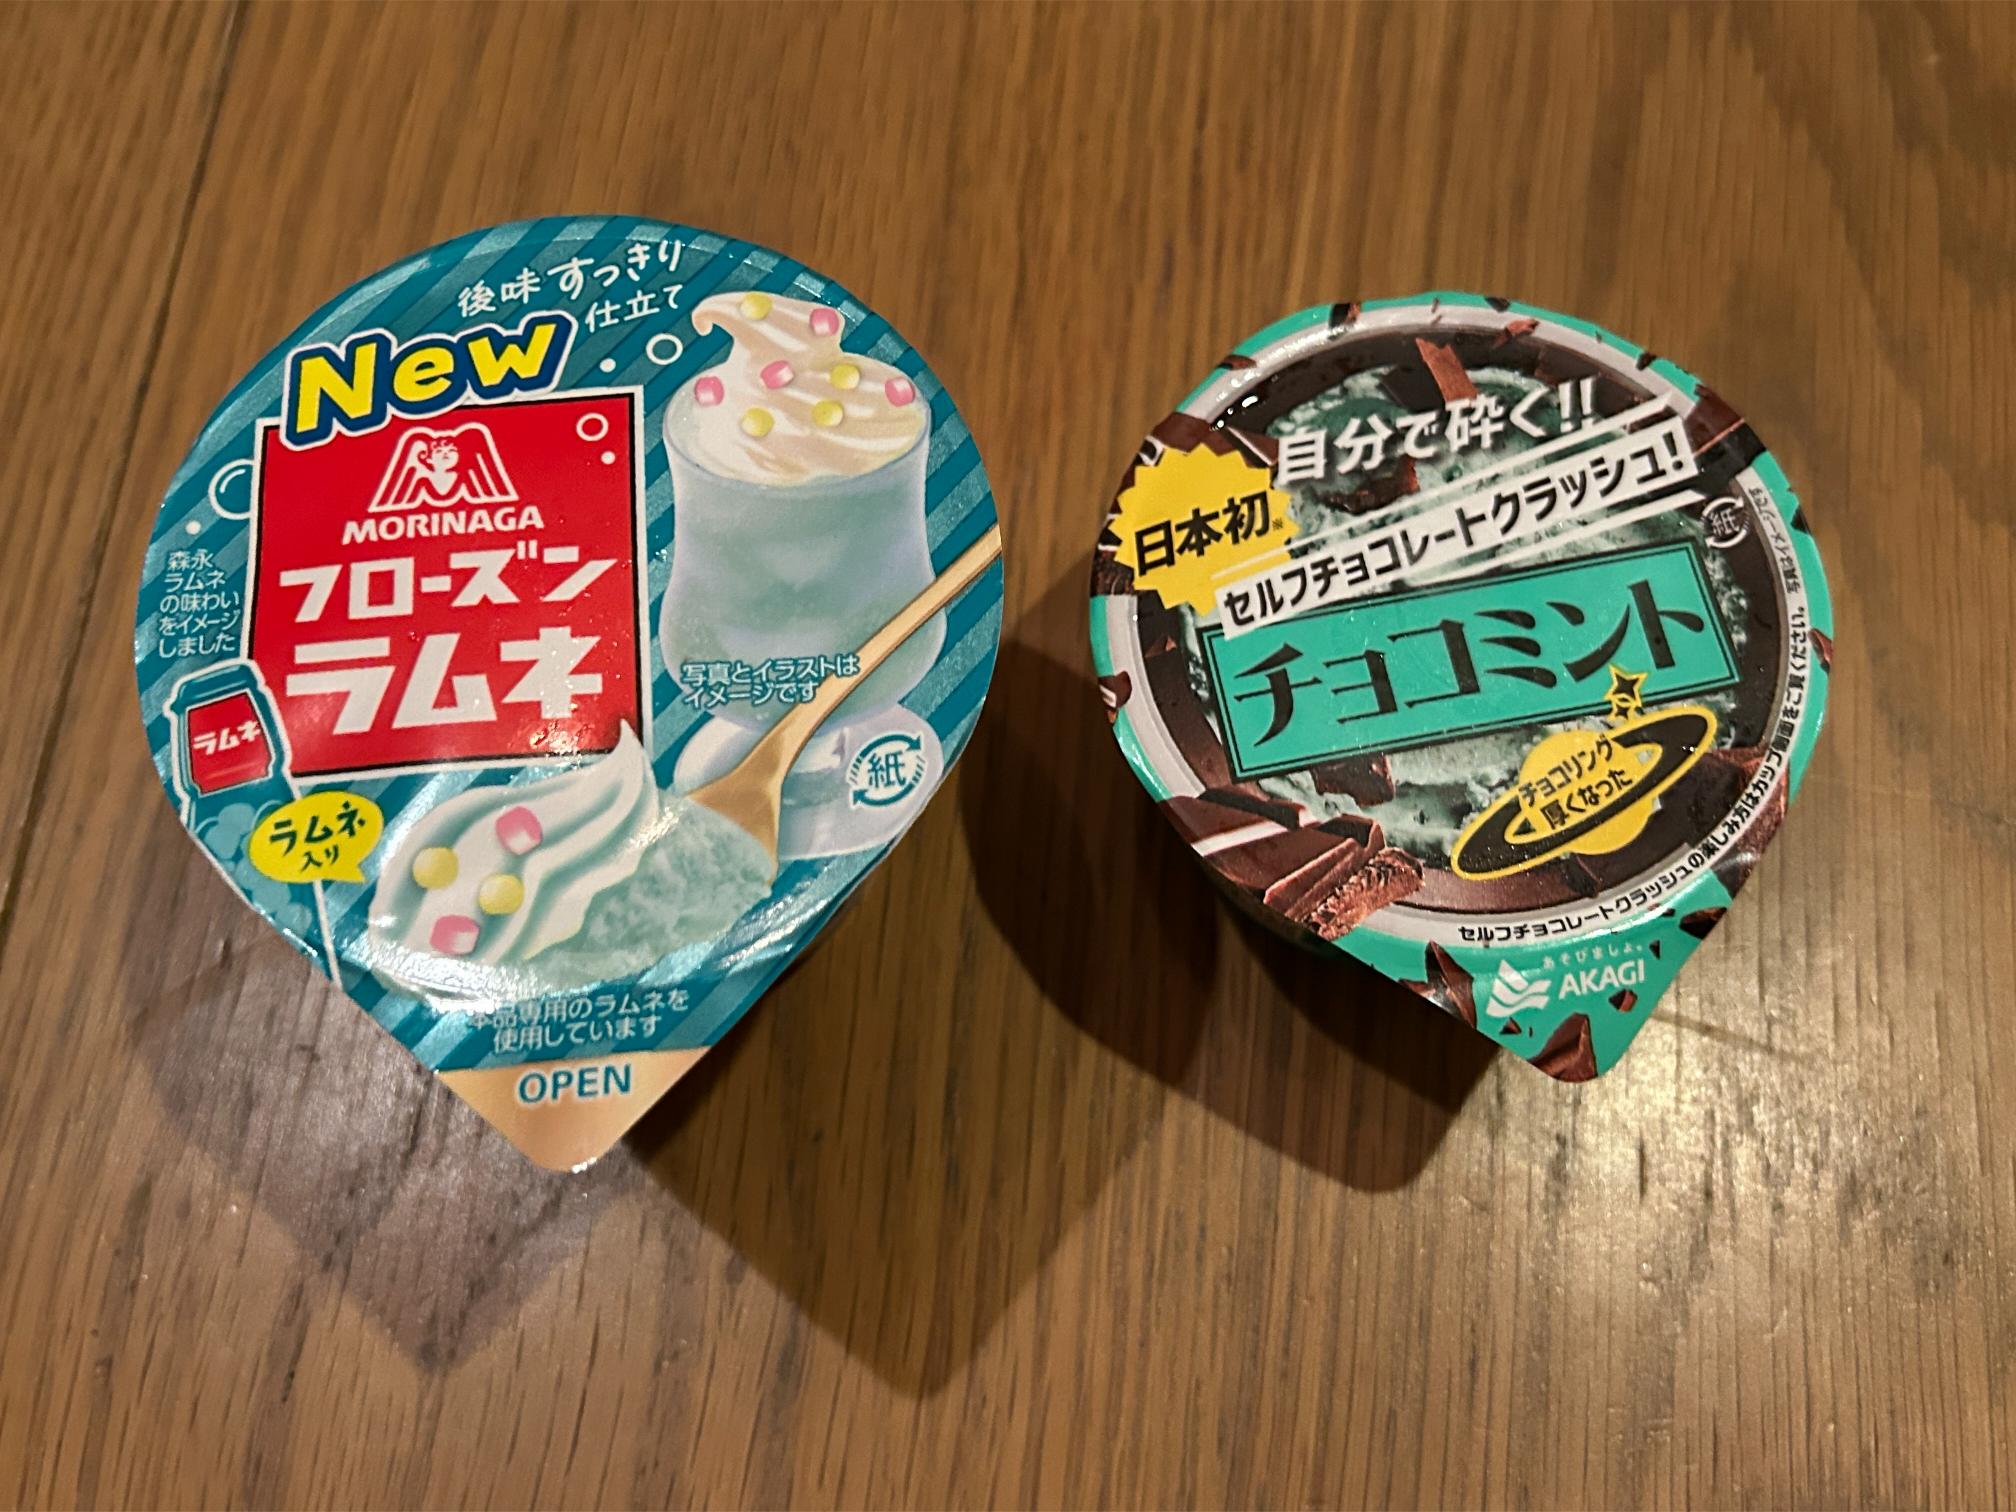 後味すっきり
仕立て
New
MORINAGA
フローズン
ラムネ
森永
ラムネ
の味わい
をイメージ
しました
ラムネ
ラムネ
入り
写真とイラストは
イメージです
紙
本品専用のラムネを
使用しています
OPEN
自分で砕く!!
日本初※
セルフチョコレートクラッシュ!
チョコミント
チョコリング
厚くなった
紙
セルフチョコレートクラッシュの楽しみ方はカップ側面をご覧ください。
あそびましょ。
AKAGI